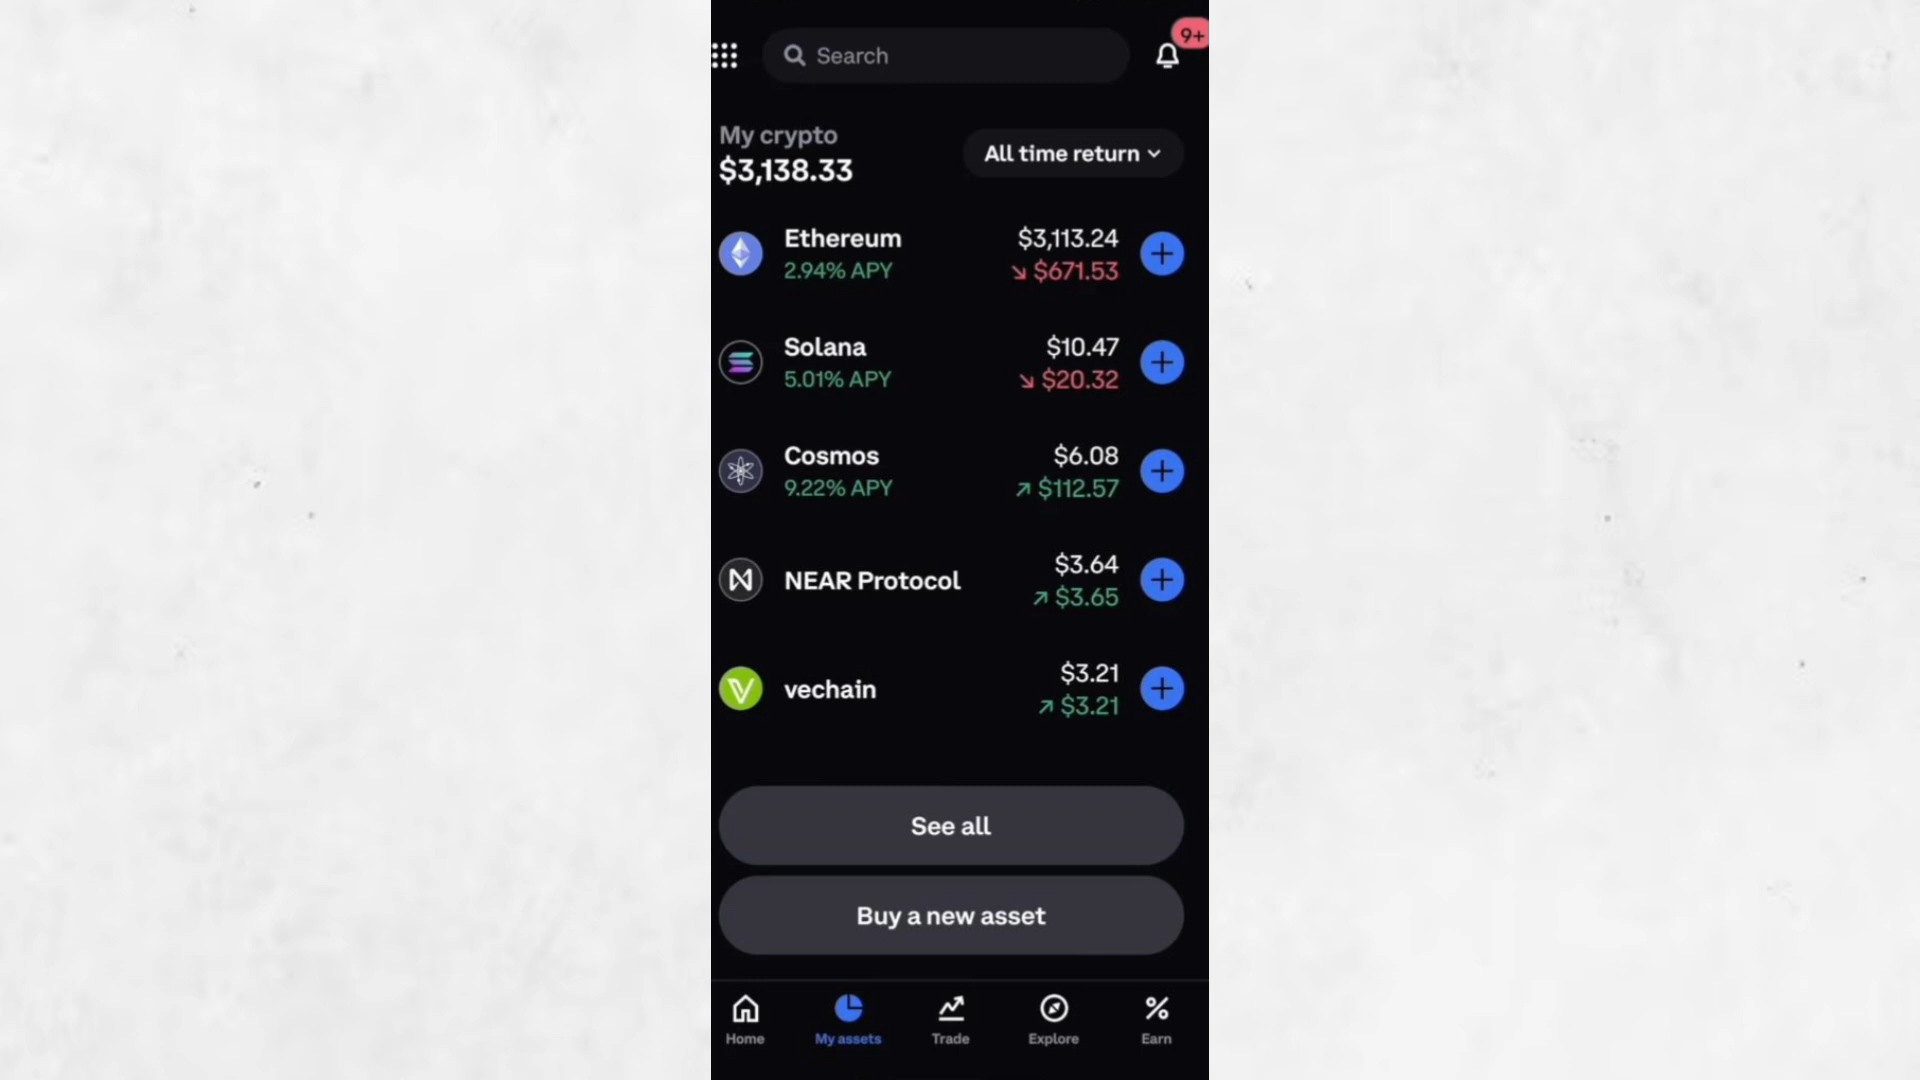 Search
9+
My crypto
All time return
$3,138.33
Ethereum
$3,113.24
2.94% APY
$671.53
Solana
$10.47
5.01% APY
$20.32
Cosmos
$6.08
9.22% APY
$112.57
NEAR Protocol
$3.64
$3.65
vechain
$3.21
$3.21
See all
Buy a new asset
Home
My assets
Trade
Explore
Earn